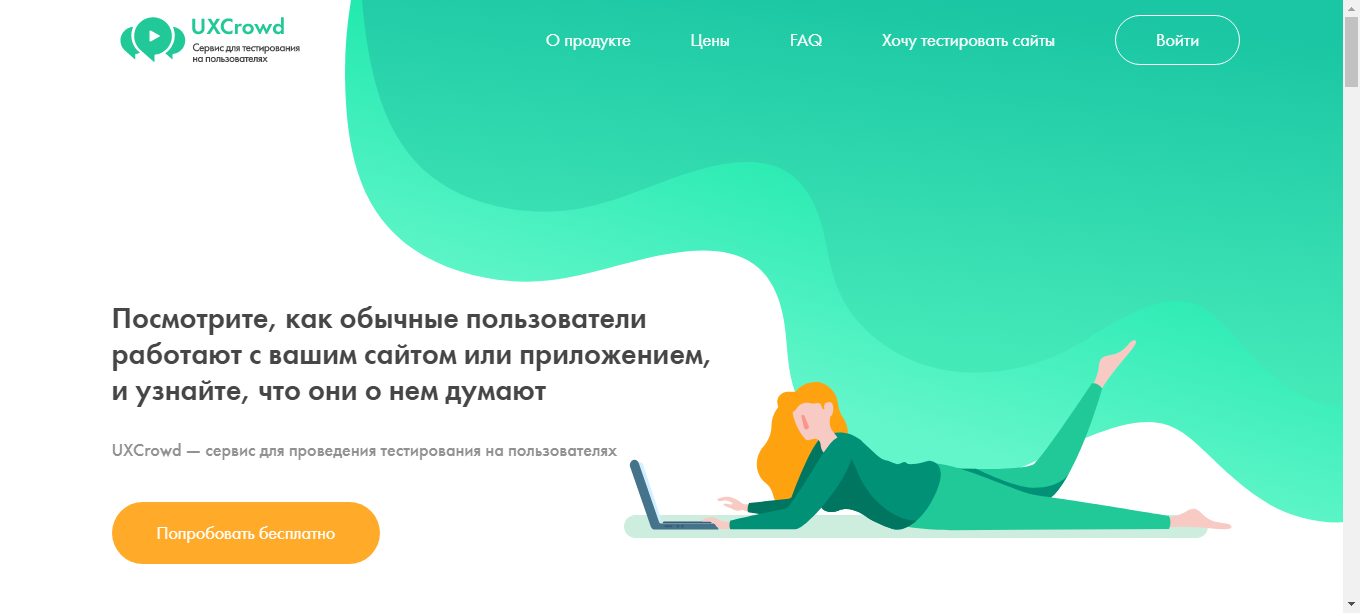 UXCrowd
Сервис для тестирования
на пользователях
О продукте
Цены
FAQ
Хочу тестировать сайты
Войти
Посмотрите, как обычные пользователи
работают с вашим сайтом или приложением,
и узнайте, что они о нем думают
UXCrowd — сервис для проведения тестирования на пользователях
Попробовать бесплатно